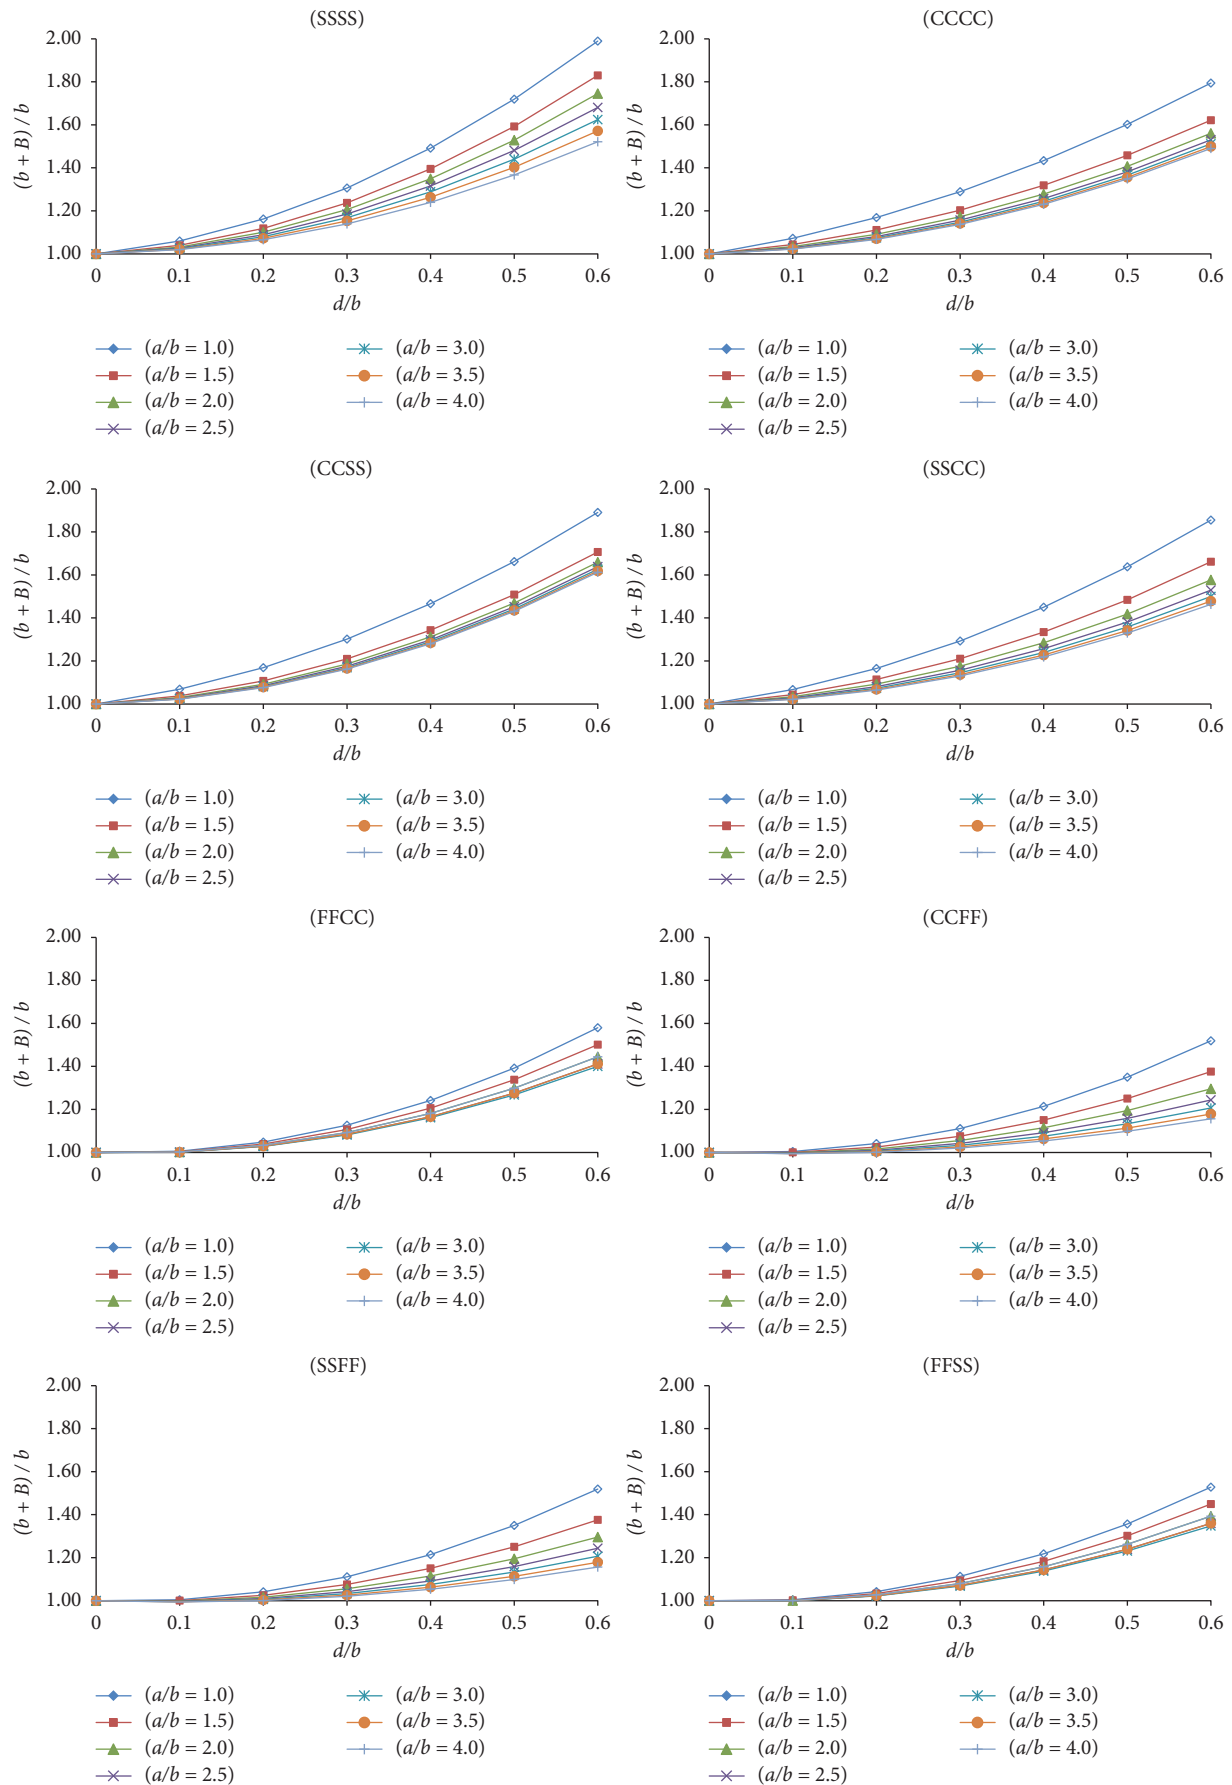 (SSSS)
2.00
1.80
1.60
1.40
1.20
1.00
(b + B) / b
0 0.1 0.2 0.3 0.4 0.5 0.6
d/b
(a/b = 1.0) (a/b = 3.0)
(a/b = 1.5) (a/b = 3.5)
(a/b = 2.0) (a/b = 4.0)
(a/b = 2.5)
(CCCC)
2.00
1.80
1.60
1.40
1.20
1.00
(b + B) / b
0 0.1 0.2 0.3 0.4 0.5 0.6
d/b
(a/b = 1.0) (a/b = 3.0)
(a/b = 1.5) (a/b = 3.5)
(a/b = 2.0) (a/b = 4.0)
(a/b = 2.5)
(CCSS)
2.00
1.80
1.60
1.40
1.20
1.00
(b + B) / b
0 0.1 0.2 0.3 0.4 0.5 0.6
d/b
(a/b = 1.0) (a/b = 3.0)
(a/b = 1.5) (a/b = 3.5)
(a/b = 2.0) (a/b = 4.0)
(a/b = 2.5)
(SSCC)
2.00
1.80
1.60
1.40
1.20
1.00
(b + B) / b
0 0.1 0.2 0.3 0.4 0.5 0.6
d/b
(a/b = 1.0) (a/b = 3.0)
(a/b = 1.5) (a/b = 3.5)
(a/b = 2.0) (a/b = 4.0)
(a/b = 2.5)
(FFCC)
2.00
1.80
1.60
1.40
1.20
1.00
(b + B) / b
0 0.1 0.2 0.3 0.4 0.5 0.6
d/b
(a/b = 1.0) (a/b = 3.0)
(a/b = 1.5) (a/b = 3.5)
(a/b = 2.0) (a/b = 4.0)
(a/b = 2.5)
(CCFF)
2.00
1.80
1.60
1.40
1.20
1.00
(b + B) / b
0 0.1 0.2 0.3 0.4 0.5 0.6
d/b
(a/b = 1.0) (a/b = 3.0)
(a/b = 1.5) (a/b = 3.5)
(a/b = 2.0) (a/b = 4.0)
(a/b = 2.5)
(SSFF)
2.00
1.80
1.60
1.40
1.20
1.00
(b + B) / b
0 0.1 0.2 0.3 0.4 0.5 0.6
d/b
(a/b = 1.0) (a/b = 3.0)
(a/b = 1.5) (a/b = 3.5)
(a/b = 2.0) (a/b = 4.0)
(a/b = 2.5)
(FFSS)
2.00
1.80
1.60
1.40
1.20
1.00
(b + B) / b
0 0.1 0.2 0.3 0.4 0.5 0.6
d/b
(a/b = 1.0) (a/b = 3.0)
(a/b = 1.5) (a/b = 3.5)
(a/b = 2.0) (a/b = 4.0)
(a/b = 2.5)